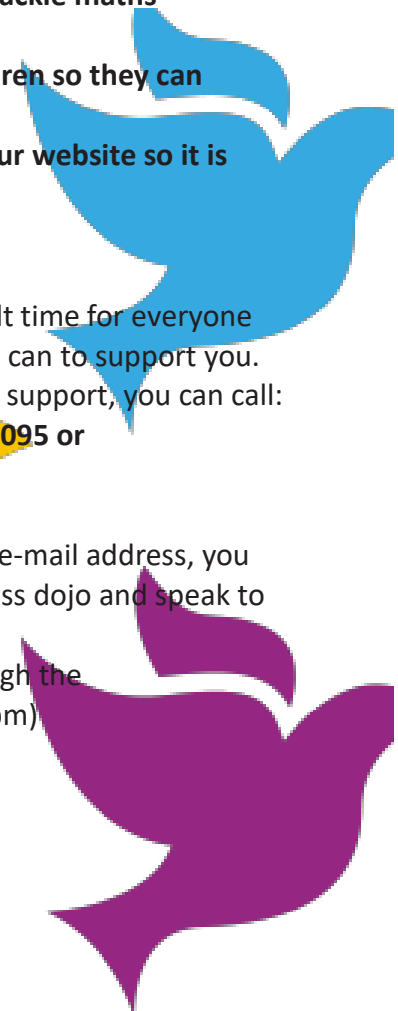 uckle maths
ren so they can
ur website so it is
lt time for everyone
can to support you.
support, you can call:
095 or
e-mail address, you
ss dojo and speak to
gh the
om)